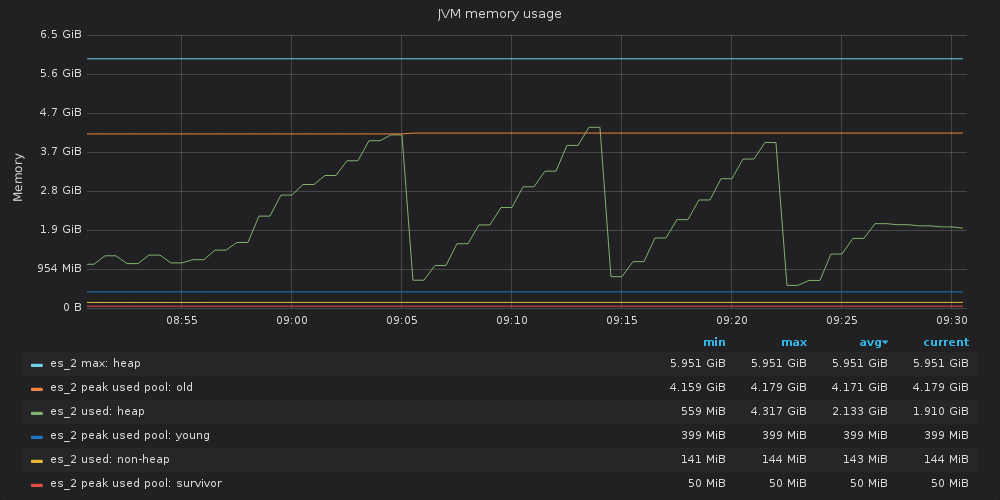 JVM memory usage
6.5 GiB
5.6 GiB
4.7 GiB
3.7 GiB
2.8 GiB
1.9 GiB
954 MiB
0 B
Memory
08:55 09:00 09:05 09:10 09:15 09:20 09:25 09:30
min max avg current
es_2 max: heap 5.951 GiB 5.951 GiB 5.951 GiB 5.951 GiB
es_2 peak used pool: old 4.159 GiB 4.179 GiB 4.171 GiB 4.179 GiB
es_2 used: heap 559 MiB 4.317 GiB 2.133 GiB 1.910 GiB
es_2 peak used pool: young 399 MiB 399 MiB 399 MiB 399 MiB
es_2 used: non-heap 141 MiB 144 MiB 143 MiB 144 MiB
es_2 peak used pool: survivor 50 MiB 50 MiB 50 MiB 50 MiB